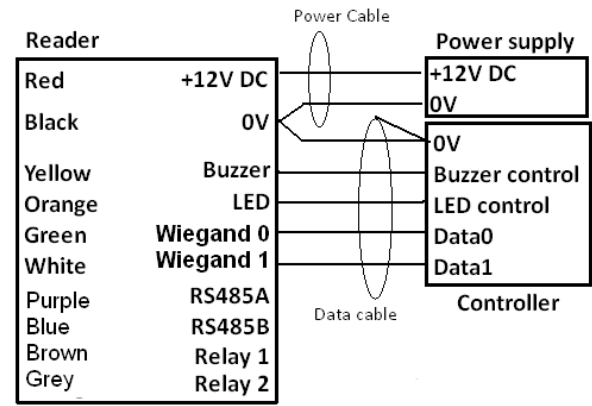 Power Cable
Reader
Power supply
Red +12V DC
+12V DC
Black 0V
0V
0V
Yellow Buzzer
Buzzer control
Orange LED
LED control
Green Wiegand 0
Data0
White Wiegand 1
Data1
Purple RS485A
Controller
Data cable
Blue RS485B
Brown Relay 1
Grey Relay 2